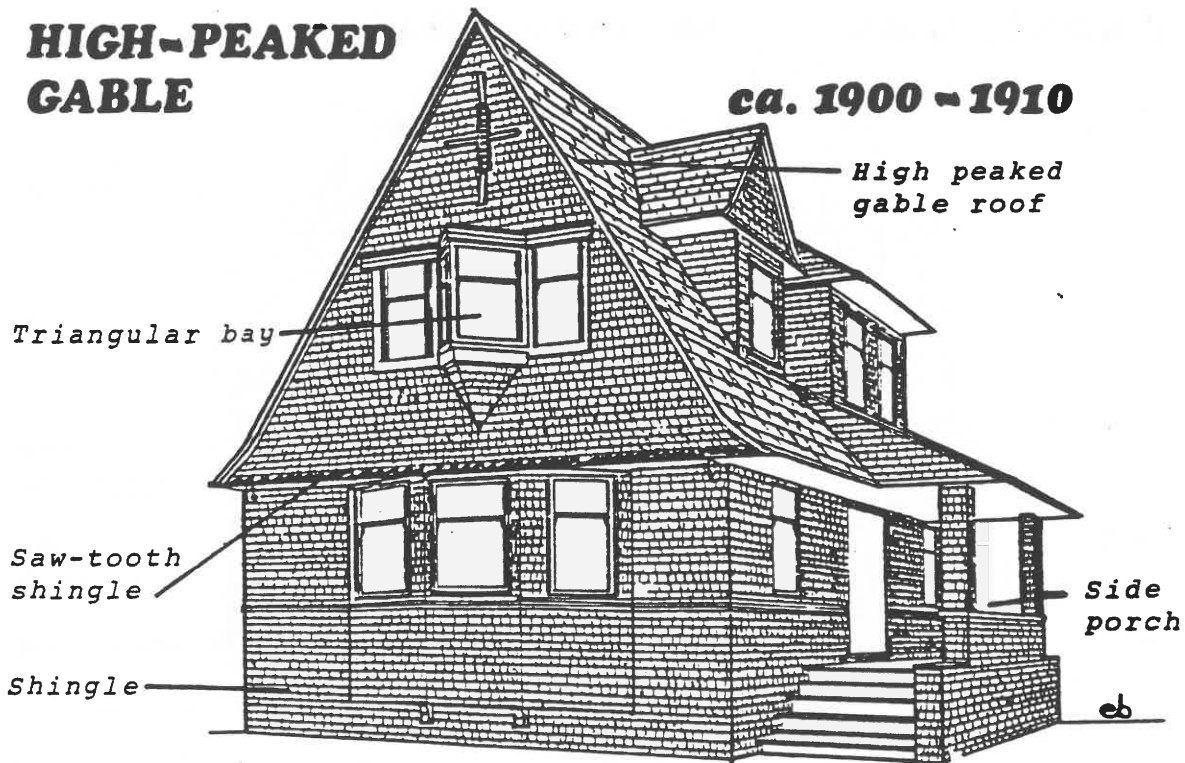 HIGH-PEAKED
GABLE
ca. 1900-1910
High peaked
gable roof
Triangular bay
Saw-tooth
shingle
Side
porch
Shingle
eb